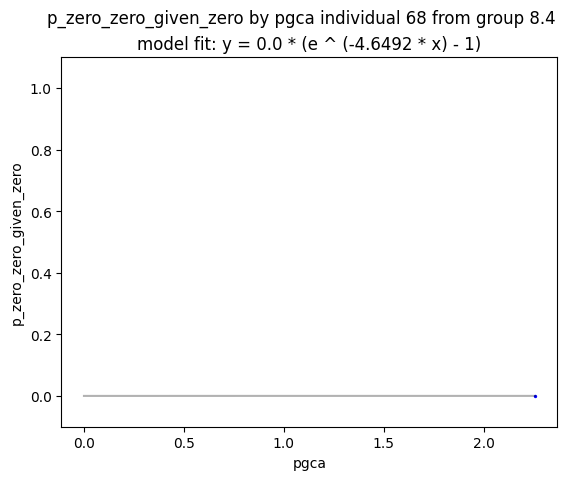 p_zero_zero_given_zero by pgca individual 68 from group 8.4
model fit: y = 0.0 * (e ^ (-4.6492 * x) - 1)
1.0
0.8
0.6
0.4
0.2
0.0
p_zero_zero_given_zero
0.0 0.5 1.0 1.5 2.0
pgca